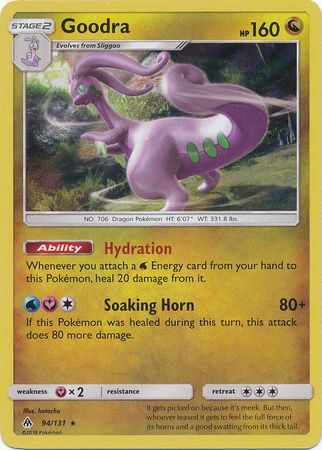 STAGE2
Goodra
HP 160
Evolves from Sliggoo
NO. 706 Dragon Pokémon HT: 6'07" WT: 331.8 lbs.
Ability Hydration
Whenever you attach a Energy card from your hand to
this Pokémon, heal 20 damage from it.
Soaking Horn 80+
If this Pokémon was healed during this turn, this attack
does 80 more damage.
weakness × 2 resistance retreat
Illus. hatachu
94/131 ★
©2018 Pokémon
It gets picked on because it's meek. But then,
whoever teased it gets to feel the full force of
its horns and a good swatting from its thick tail.